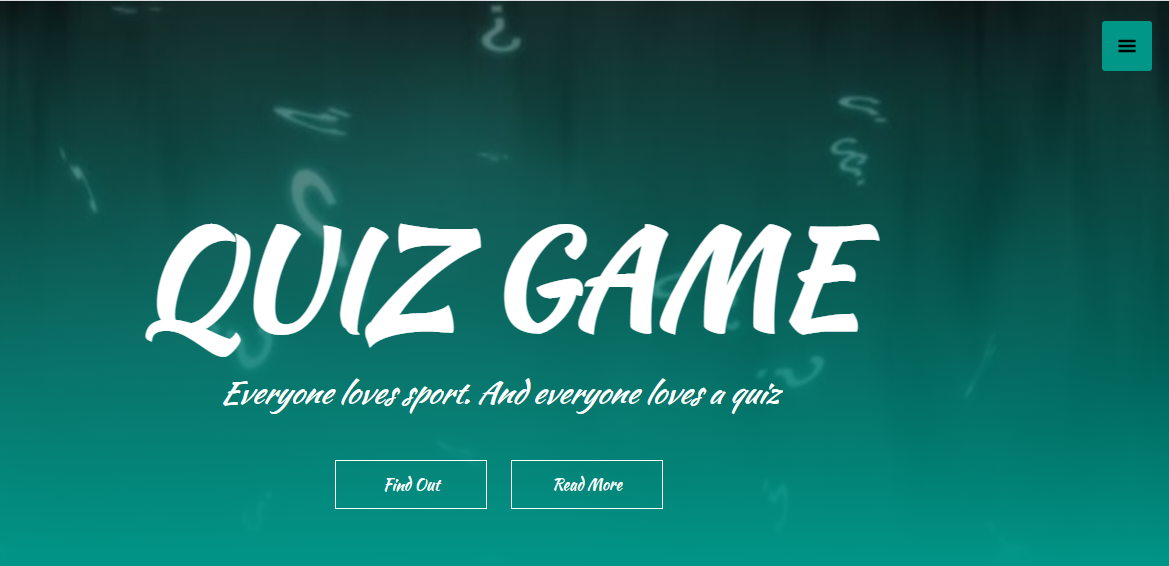 QUIZ GAME
Everyone loves sport. And everyone loves a quiz
Find Out
Read More